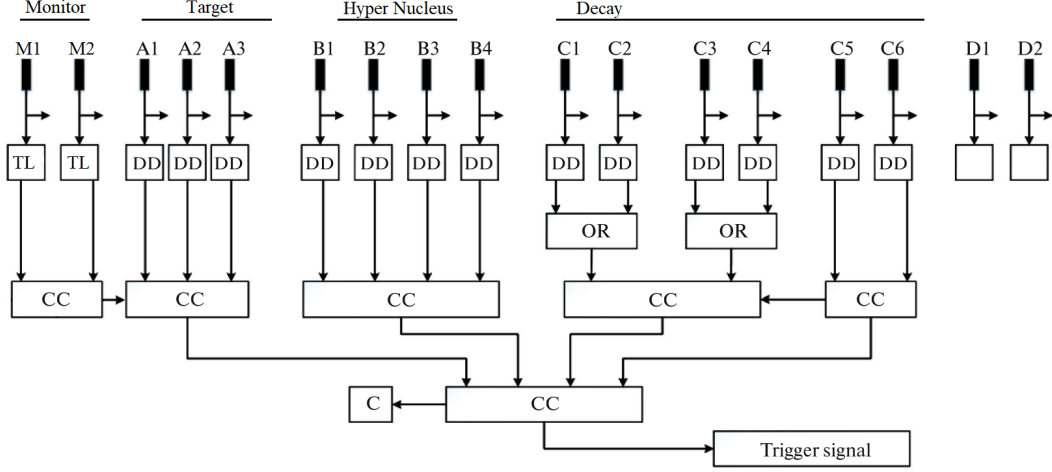 Monitor Target Hyper Nucleus Decay
M1 M2 A1 A2 A3 B1 B2 B3 B4 C1 C2 C3 C4 C5 C6 D1 D2
TL TL DD DD DD DD DD DD DD DD DD DD DD DD DD
OR OR
CC CC CC CC CC
C CC
Trigger signal